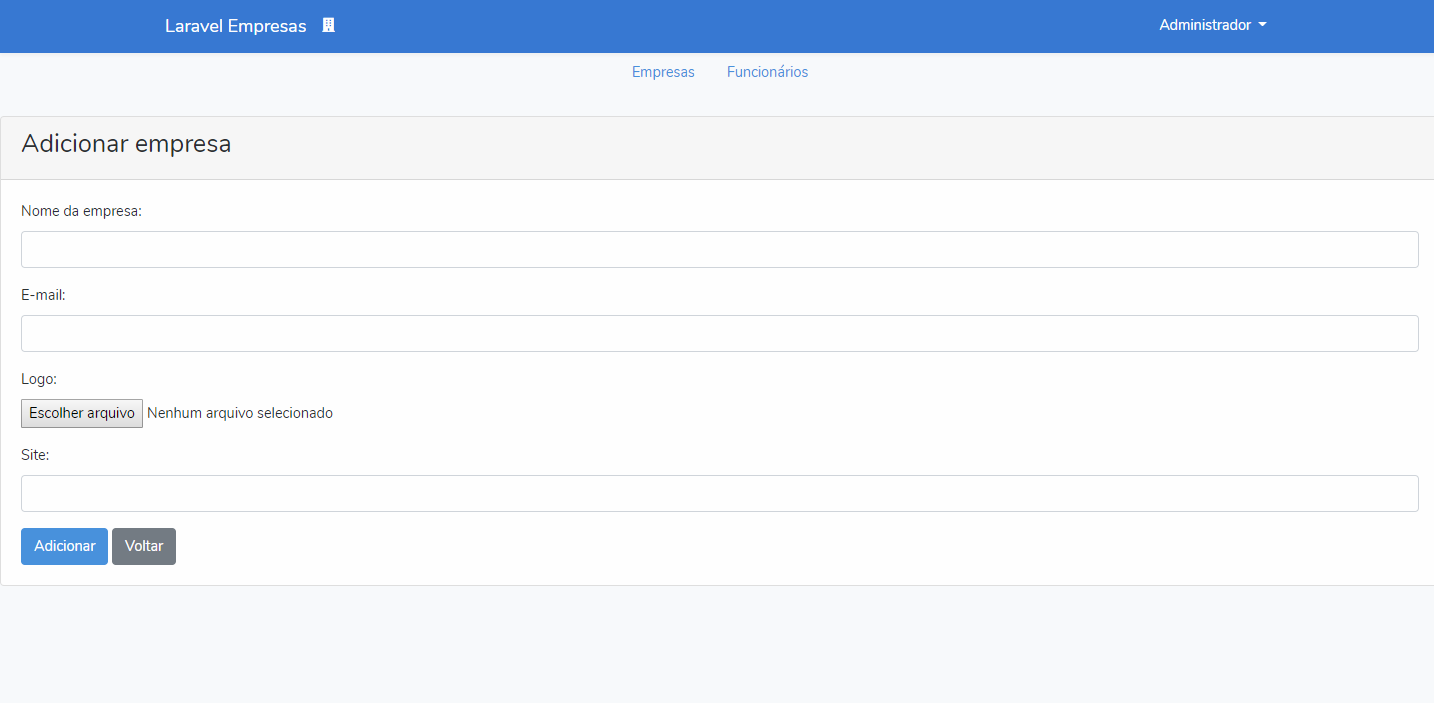 Laravel Empresas
Administrador
Empresas Funcionários
Adicionar empresa
Nome da empresa:
E-mail:
Logo:
Escolher arquivo Nenhum arquivo selecionado
Site:
Adicionar Voltar